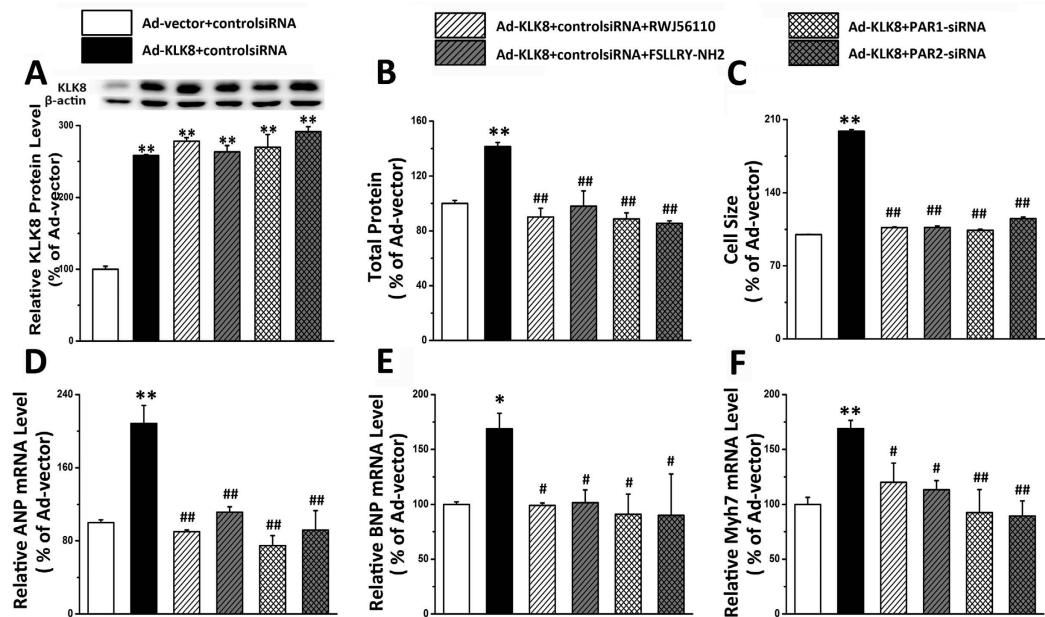 Ad-vector+controlsiRNA
Ad-KLK8+controlsiRNA
Ad-KLK8+controlsiRNA+RWJ56110
Ad-KLK8+controlsiRNA+FSLLRY-NH2
Ad-KLK8+PAR1-siRNA
Ad-KLK8+PAR2-siRNA
A
KLK8
β-actin
Relative KLK8 Protein Level
(% of Ad-vector)
300
200
100
0
** ** ** ** **
B
Total Protein
( % of Ad-vector)
160
120
80
40
0
**
## ## ## ##
C
Cell Size
( % of Ad-vector)
210
140
70
0
**
## ## ## ##
D
Relative ANP mRNA Level
( % of Ad-vector)
240
160
80
0
**
## ## ## ##
E
Relative BNP mRNA Level
( % of Ad-vector)
200
150
100
50
0
*
# # # #
F
Relative Myh7 mRNA Level
( % of Ad-vector)
200
150
100
50
0
**
# # ## ##